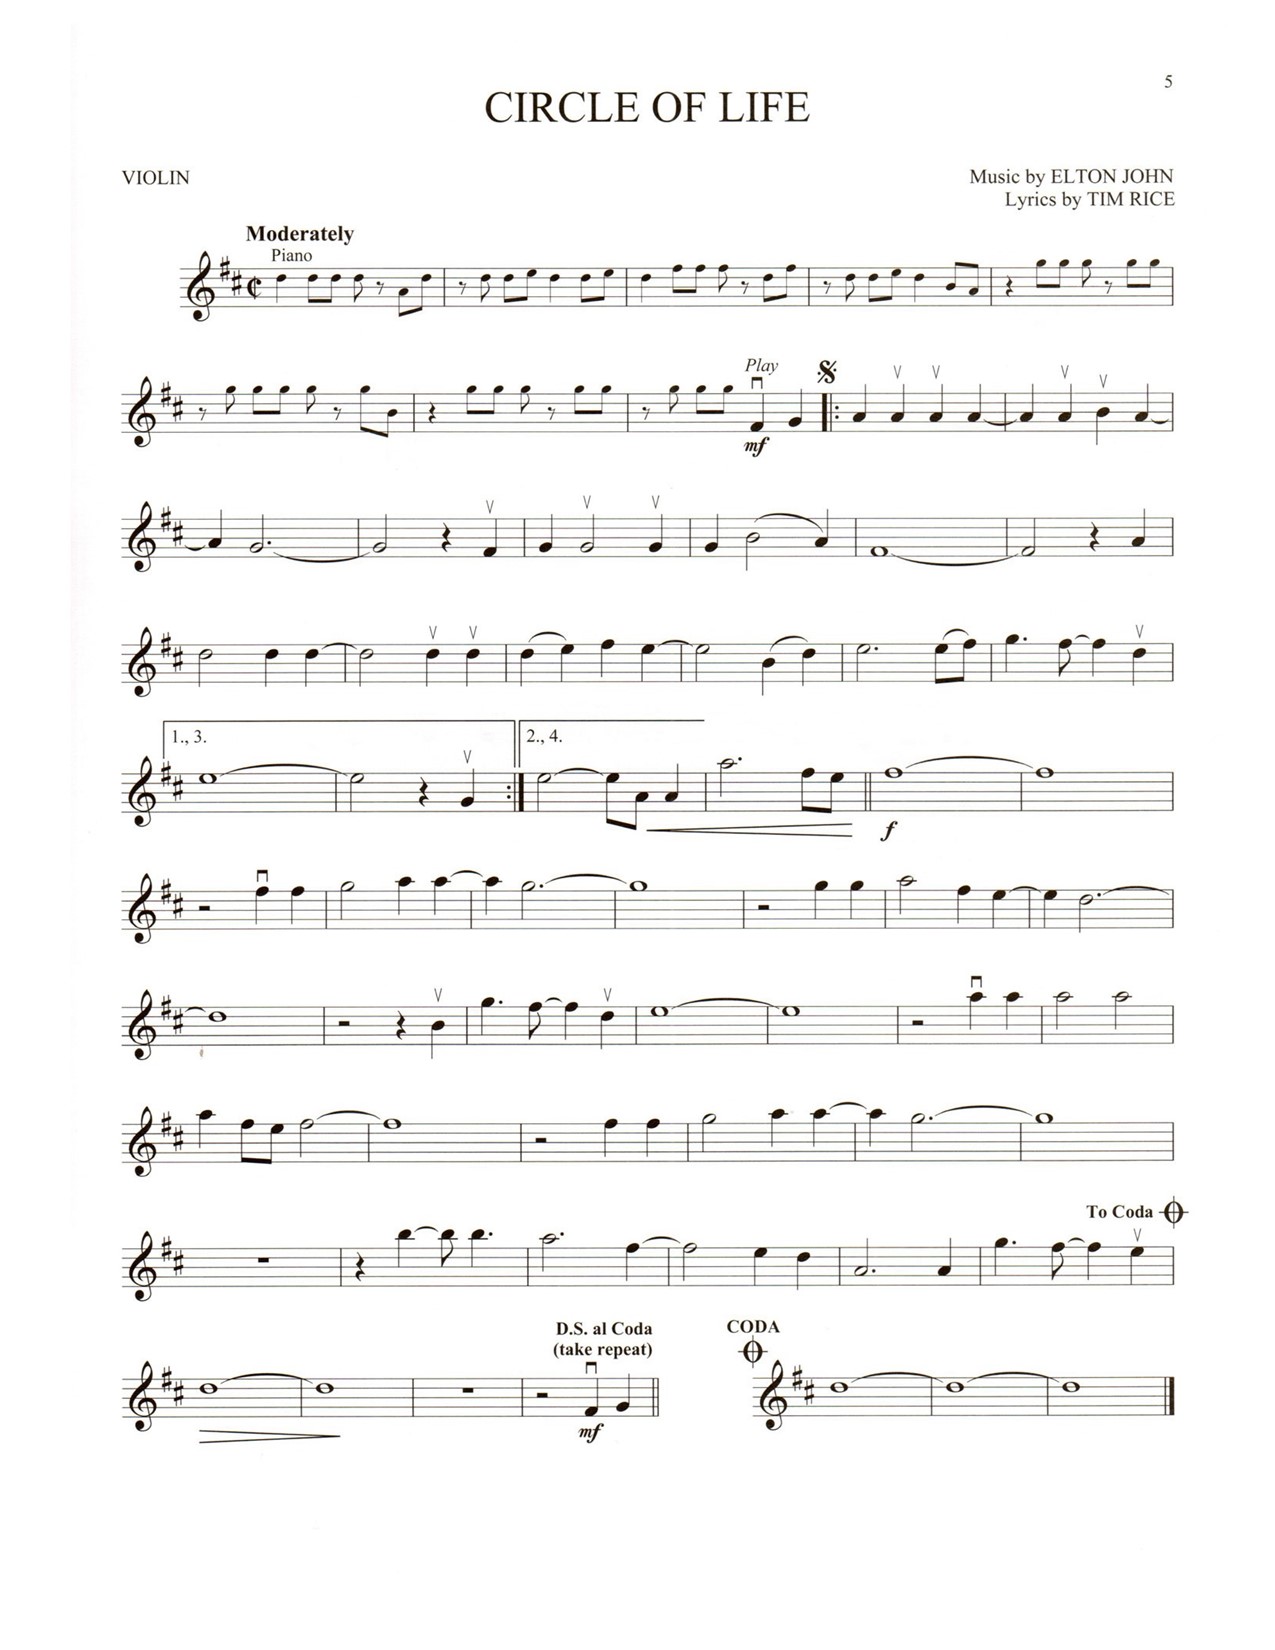 5
CIRCLE OF LIFE
VIOLIN
Music by ELTON JOHN
Lyrics by TIM RICE
Moderately
Piano
Play
mf
1., 3.
2., 4.
f
To Coda
D.S. al Coda
(take repeat)
CODA
mf